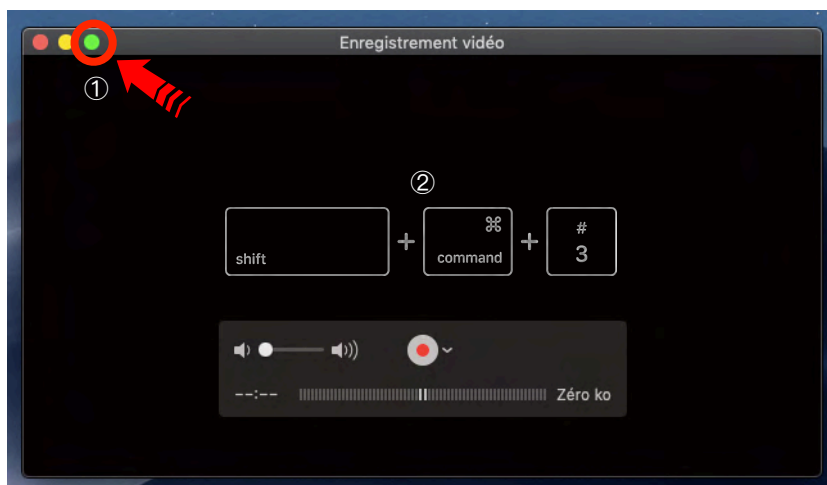 Enregistrement vidéo
①
②
shift + ⌘ command + # 3
--:-- Zéro ko